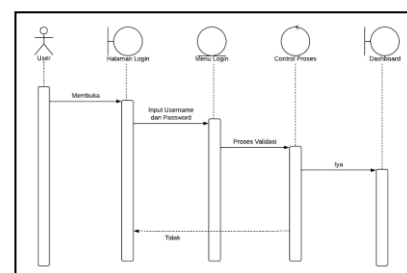 User
Halaman Login
Menu Login
Control Proses
Dashboard
Membuka
Input Username
dan Password
Proses Validasi
Iya
Tidak